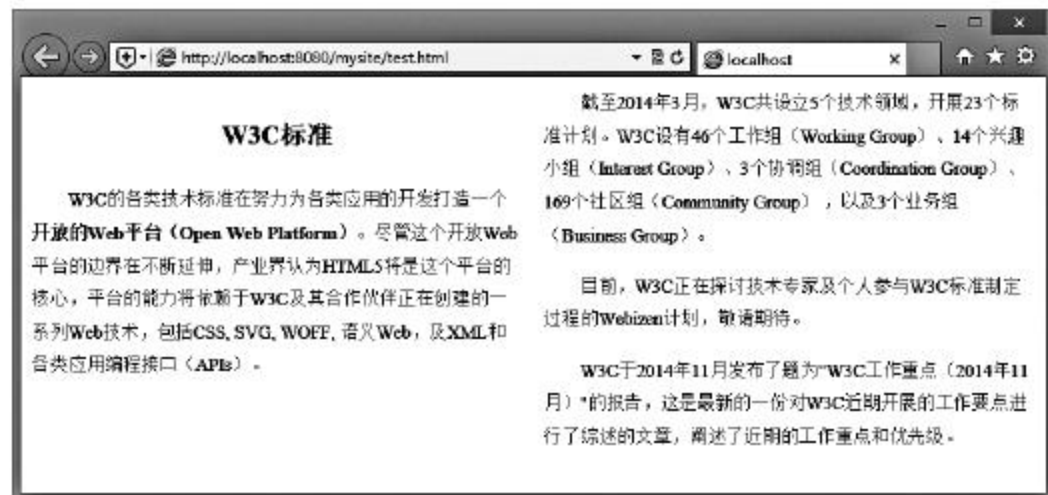 http://localhost:8080/mysite/test.html
localhost
W3C标准
W3C的各类技术标准在努力为各类应用的开发打造一个
开放的Web平台（Open Web Platform）。尽管这个开放Web
平台的边界在不断延伸，产业界认为HTML5将是这个平台的
核心，平台的能力将依赖于W3C及其合作伙伴正在创建的一
系列Web技术，包括CSS, SVG, WOFF, 语义Web，及XML和
各类应用编程接口（APIs）。
截至2014年3月，W3C共设立5个技术领域，开展23个标
准计划。W3C设有46个工作组（Working Group）、14个兴趣
小组（Interest Group）、3个协调组（Coordination Group）、
169个社区组（Community Group），以及3个业务组
（Business Group）。
目前，W3C正在探讨技术专家及个人参与W3C标准制定
过程的Webizen计划，敬请期待。
W3C于2014年11月发布了题为"W3C工作重点（2014年11
月）"的报告，这是最新的一份对W3C近期开展的工作要点进
行了综述的文章，阐述了近期的工作重点和优先级。